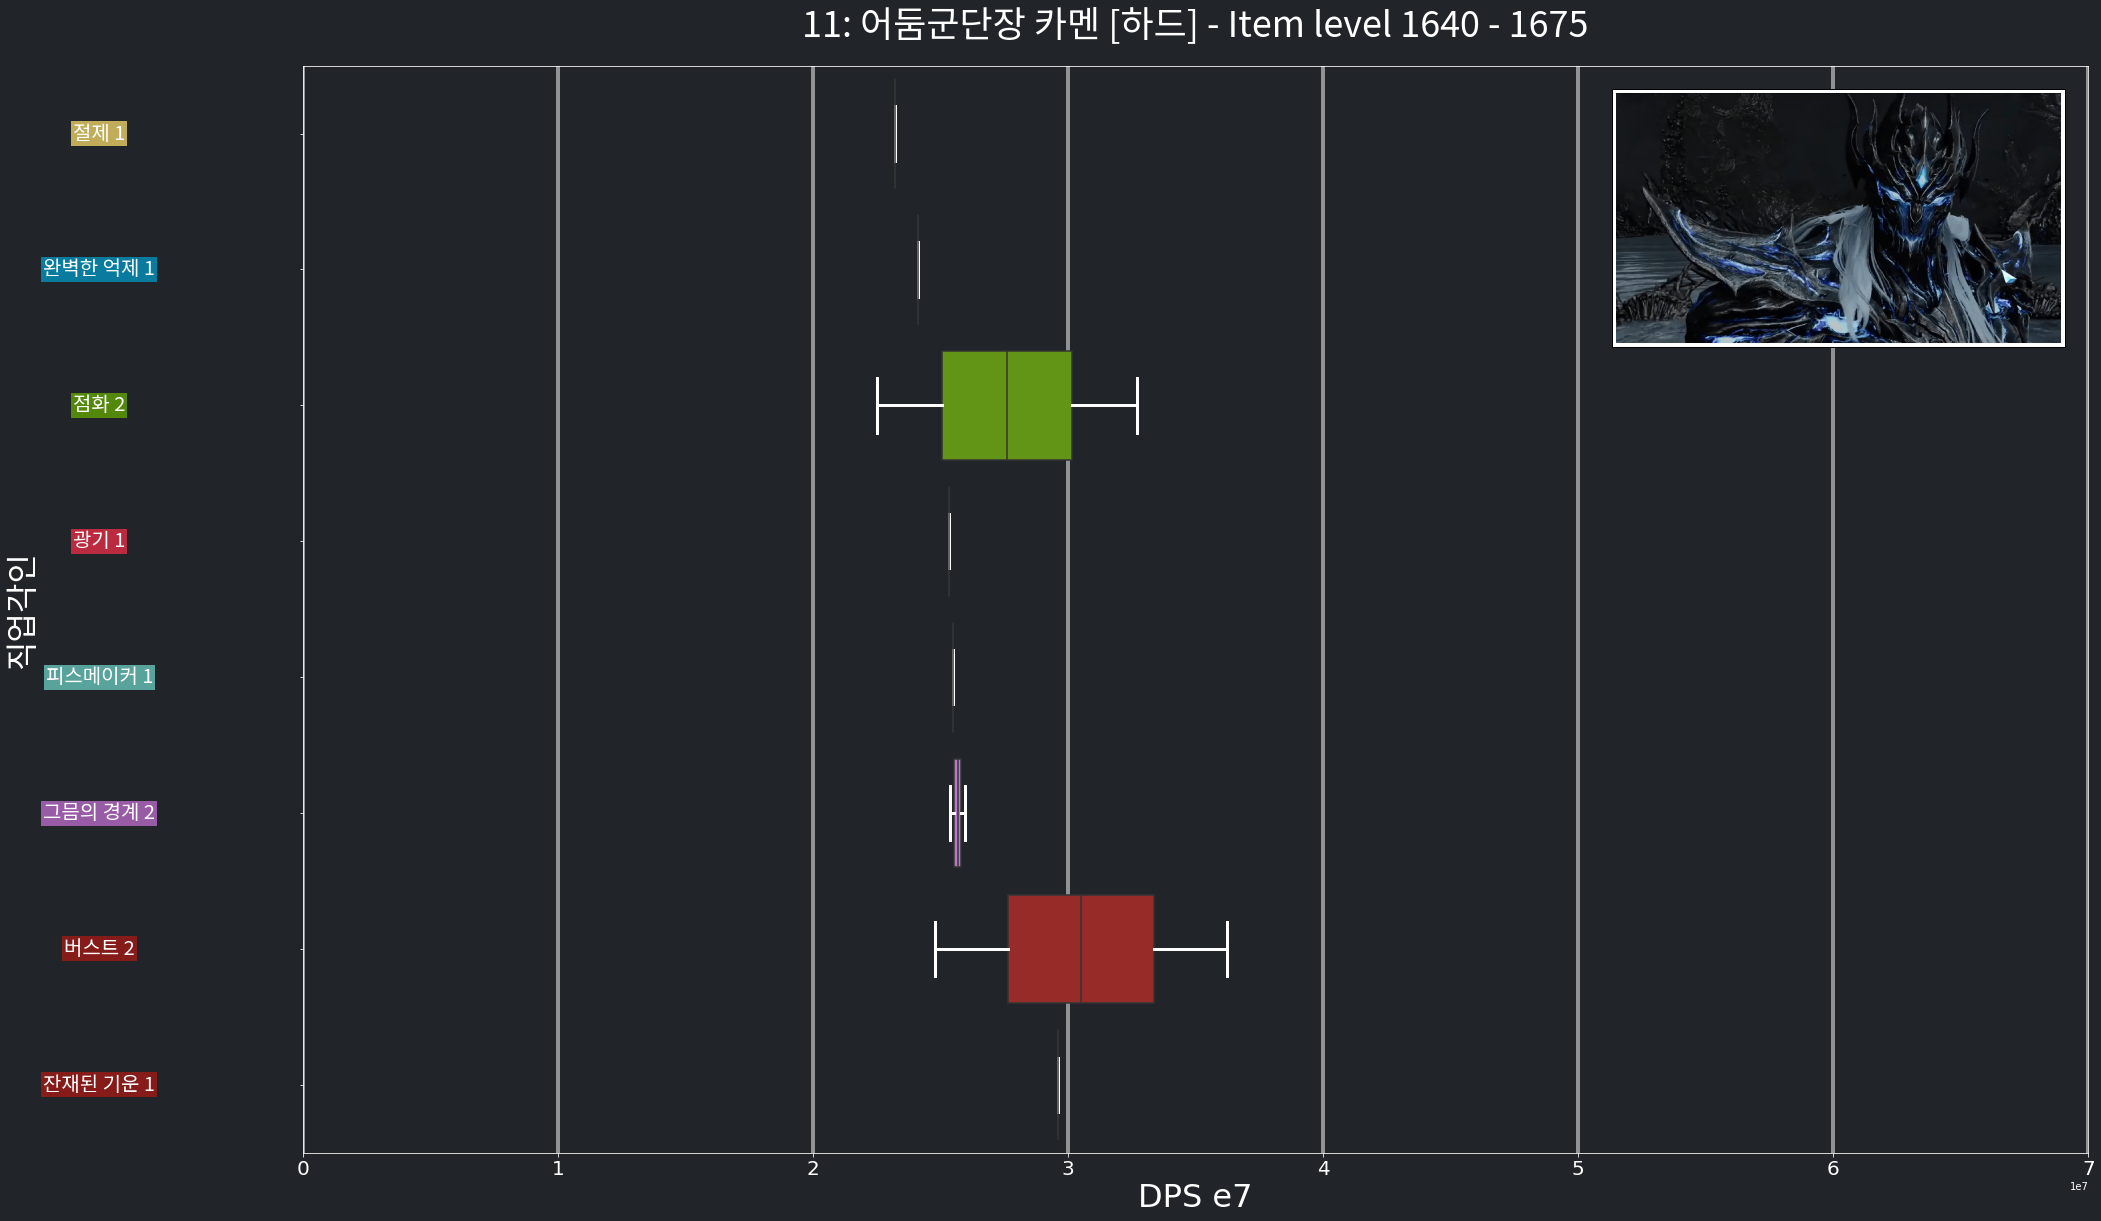 11: 어둠군단장 카멘 [하드] - Item level 1640 - 1675
직업각인
절제 1
완벽한 억제 1
점화 2
광기 1
피스메이커 1
그믐의 경계 2
버스트 2
잔재된 기운 1
0 1 2 3 4 5 6 7
1e7
DPS e7